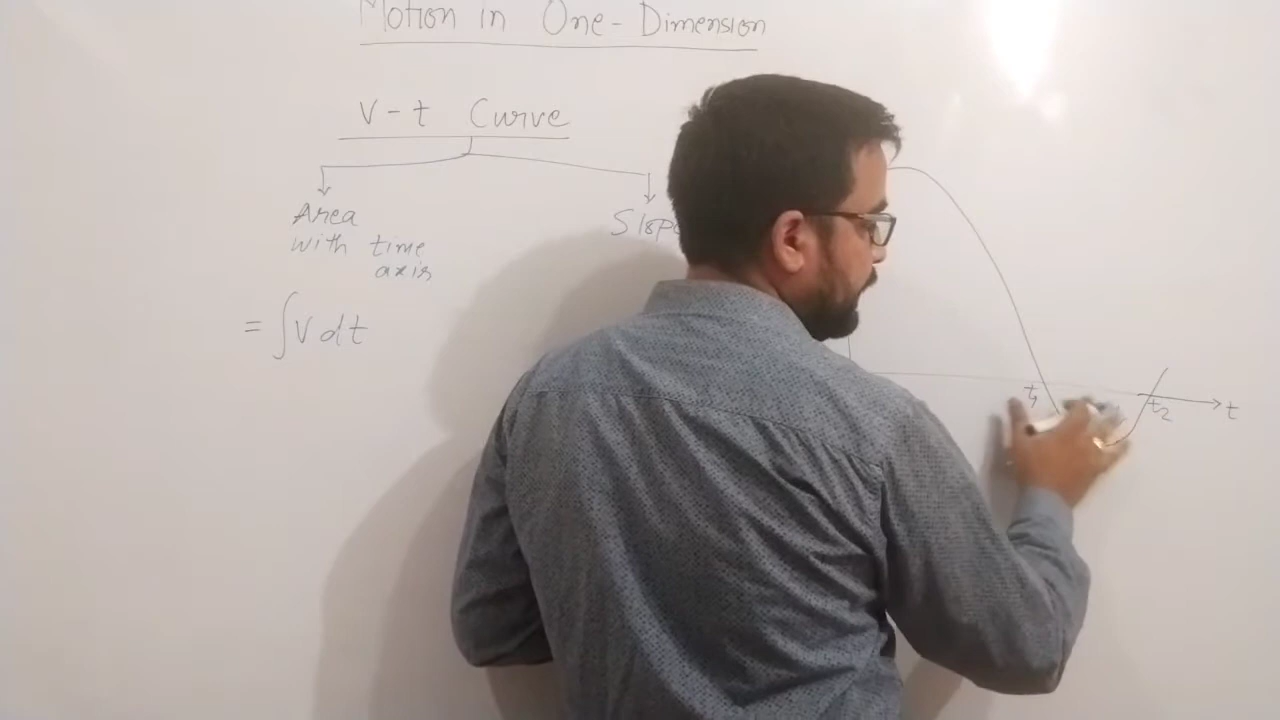 Motion in One-Dimension
v-t Curve
Area
with time
axis
= ∫v dt
t₁
t₂
t